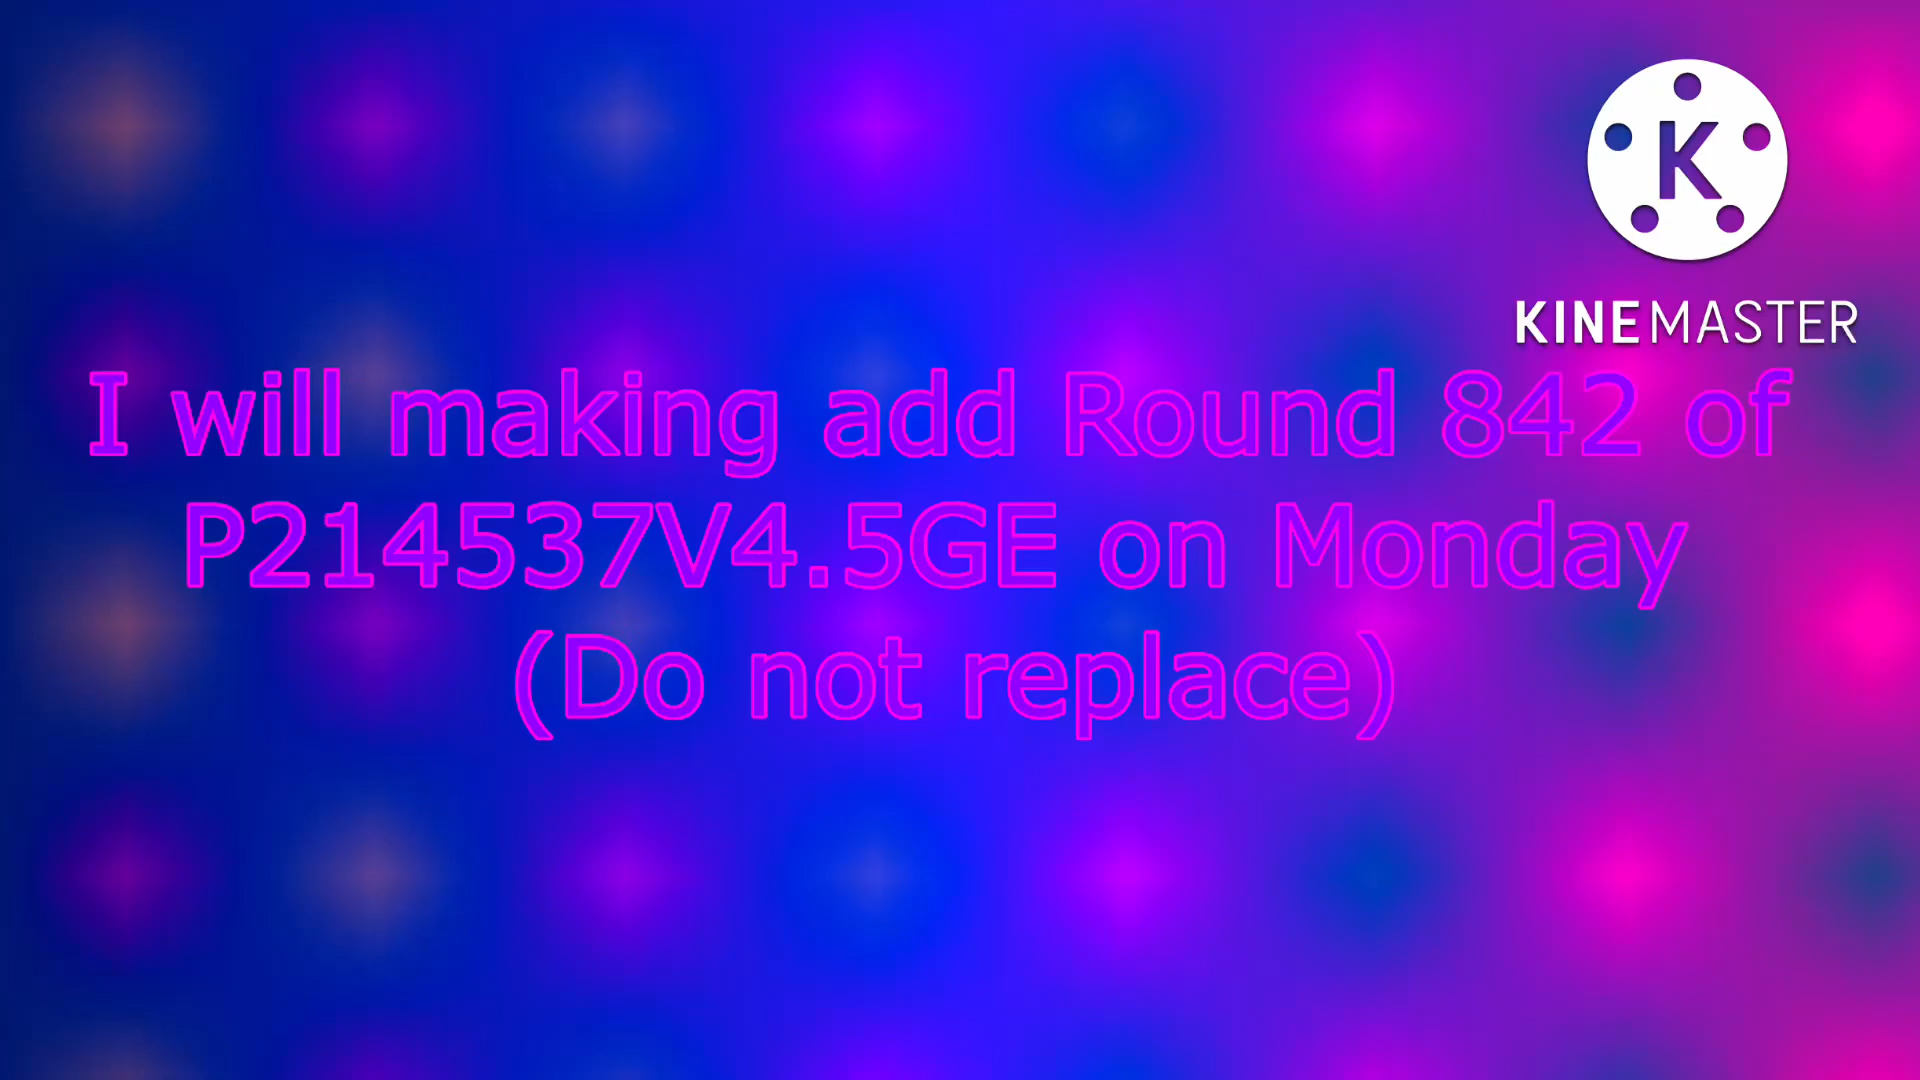 K
KINEMASTER
I will making add Round 842 of
P214537V4.5GE on Monday
(Do not replace)